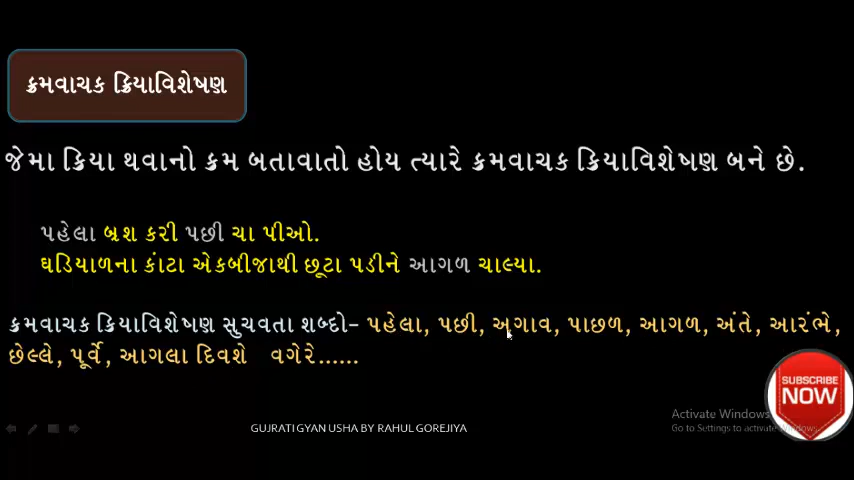 ક્રમવાચક ક્રિયાવિશેષણ
જેમા ક્રિયા થવાનો ક્રમ બતાવાતો હોય ત્યારે ક્રમવાચક ક્રિયાવિશેષણ બને છે.
પહેલા બ્રશ કરી પછી ચા પીઓ.
ઘડિયાળના કાંટા એકબીજાથી છૂટા પડીને આગળ ચાલ્યા.
ક્રમવાચક ક્રિયાવિશેષણ સુચવતા શબ્દો- પહેલા, પછી, અગાવ, પાછળ, આગળ, અંતે, આરંભે,
છેલ્લે, પૂર્વે, આગલા દિવશે વગેરે......
SUBSCRIBE
NOW
Activate Windows
Go to Settings to activate Windows.
GUJRATI GYAN USHA BY RAHUL GOREJIYA